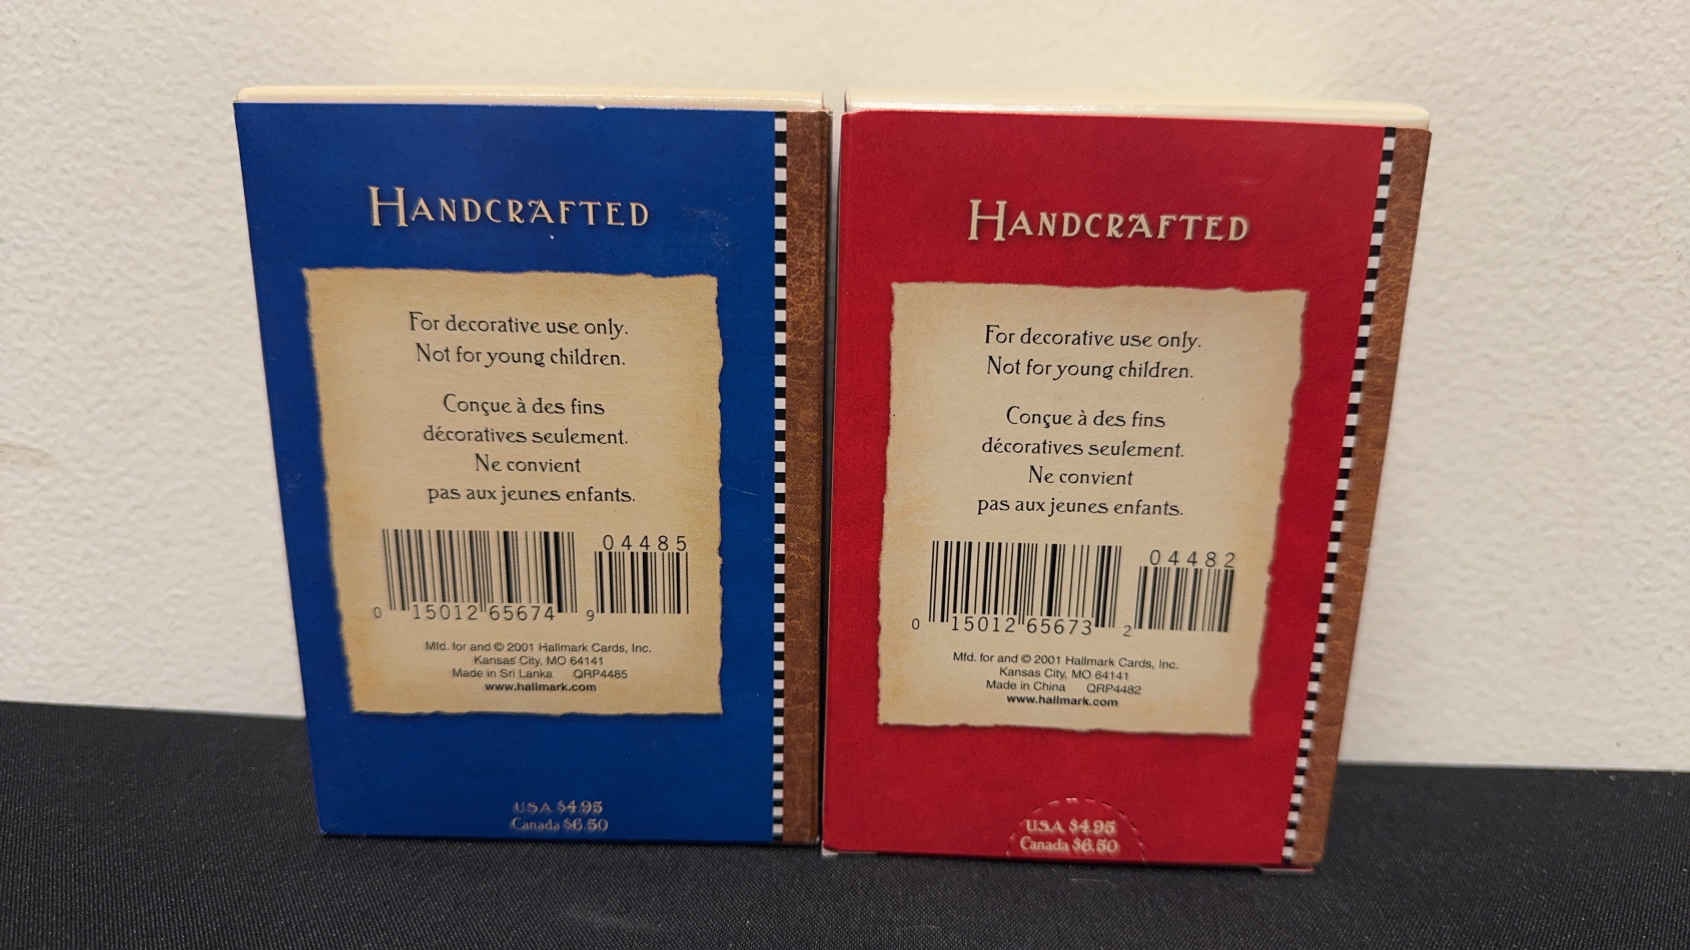 HANDCRAFTED
For decorative use only.
Not for young children.
Conçue à des fins
décoratives seulement.
Ne convient
pas aux jeunes enfants.
04485
0 15012 65674 9
Mfd. for and © 2001 Hallmark Cards, Inc.
Kansas City, MO 64141
Made in Sri Lanka QRP4485
www.hallmark.com
USA $4.95
Canada $6.50
HANDCRAFTED
For decorative use only.
Not for young children.
Conçue à des fins
décoratives seulement.
Ne convient
pas aux jeunes enfants.
04482
0 15012 65673 2
Mfd. for and © 2001 Hallmark Cards, Inc.
Kansas City, MO 64141
Made in China QRP4482
www.hallmark.com
USA $4.95
Canada $6.50